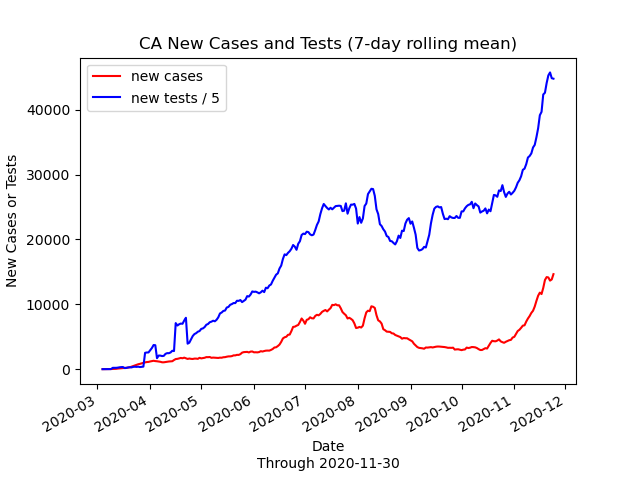 CA New Cases and Tests (7-day rolling mean)
new cases
new tests / 5
New Cases or Tests
40000
30000
20000
10000
0
2020-03
2020-04
2020-05
2020-06
2020-07
2020-08
2020-09
2020-10
2020-11
2020-12
Date
Through 2020-11-30